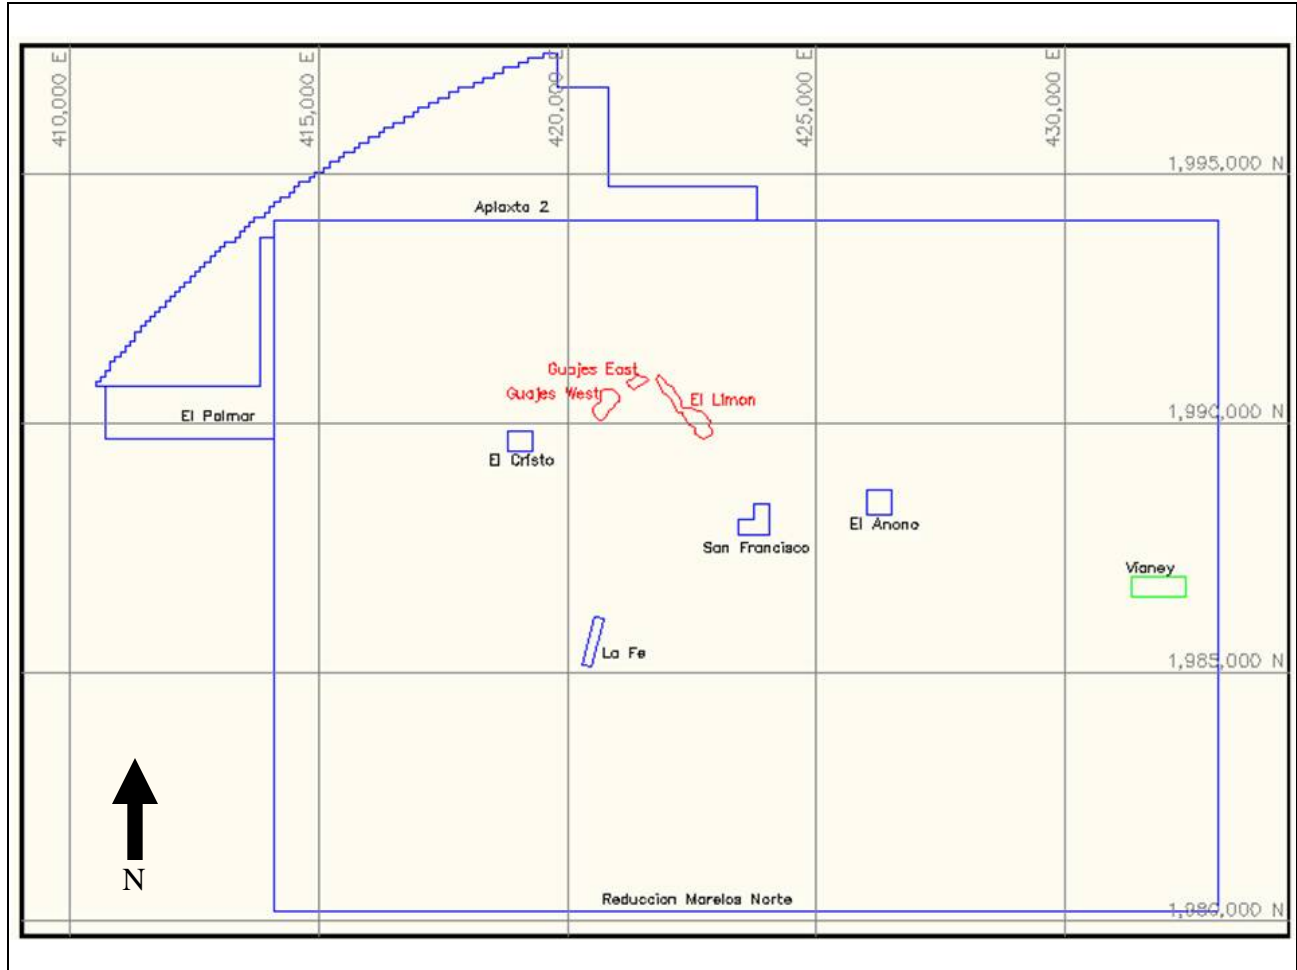 410,000 E
415,000 E
420,000 E
425,000 E
430,000 E
1,995,000 N
Aplaxta 2
Guajes East
Guajes West
El Limon
El Palmar
1,990,000 N
El Cristo
El Anono
San Francisco
Vianey
La Fe
1,985,000 N
N
Reduccion Morelos Norte
1,980,000 N